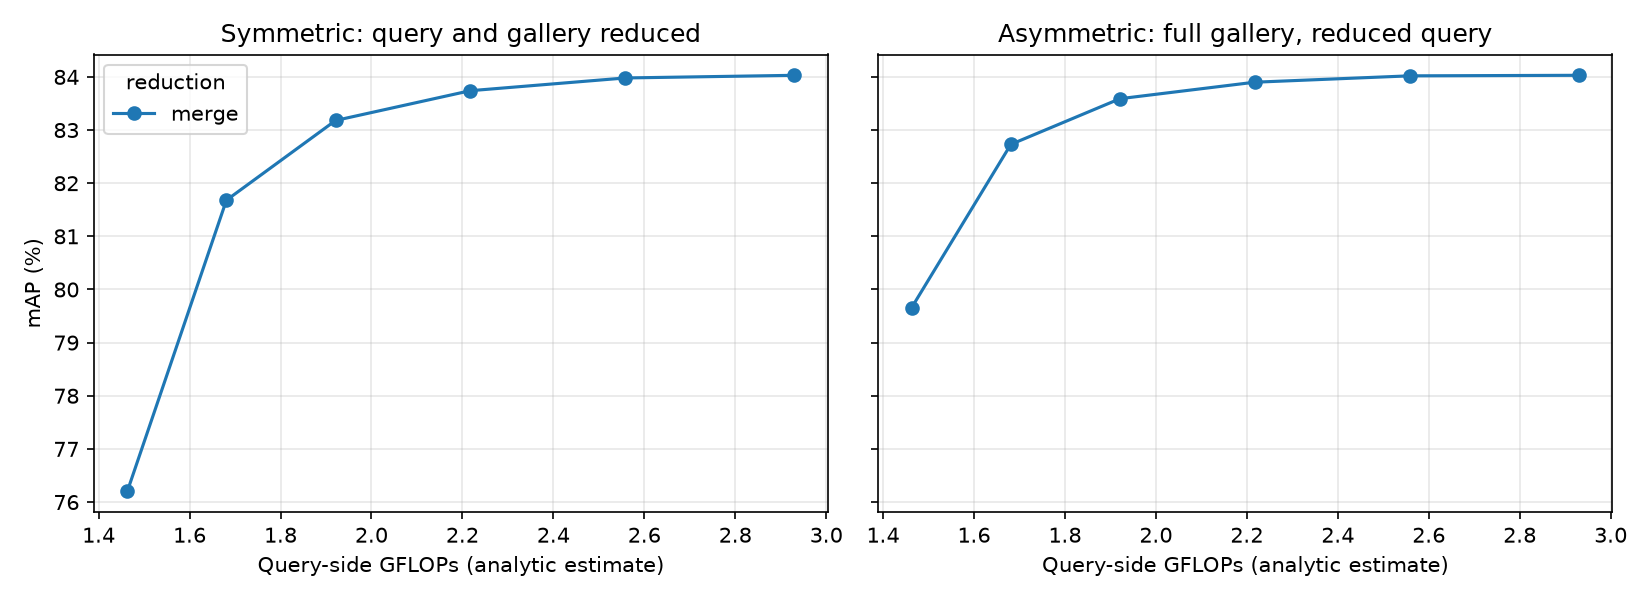 Symmetric: query and gallery reduced
reduction
merge
mAP (%)
84
83
82
81
80
79
78
77
76
1.4 1.6 1.8 2.0 2.2 2.4 2.6 2.8 3.0
Query-side GFLOPs (analytic estimate)
Asymmetric: full gallery, reduced query
1.4 1.6 1.8 2.0 2.2 2.4 2.6 2.8 3.0
Query-side GFLOPs (analytic estimate)